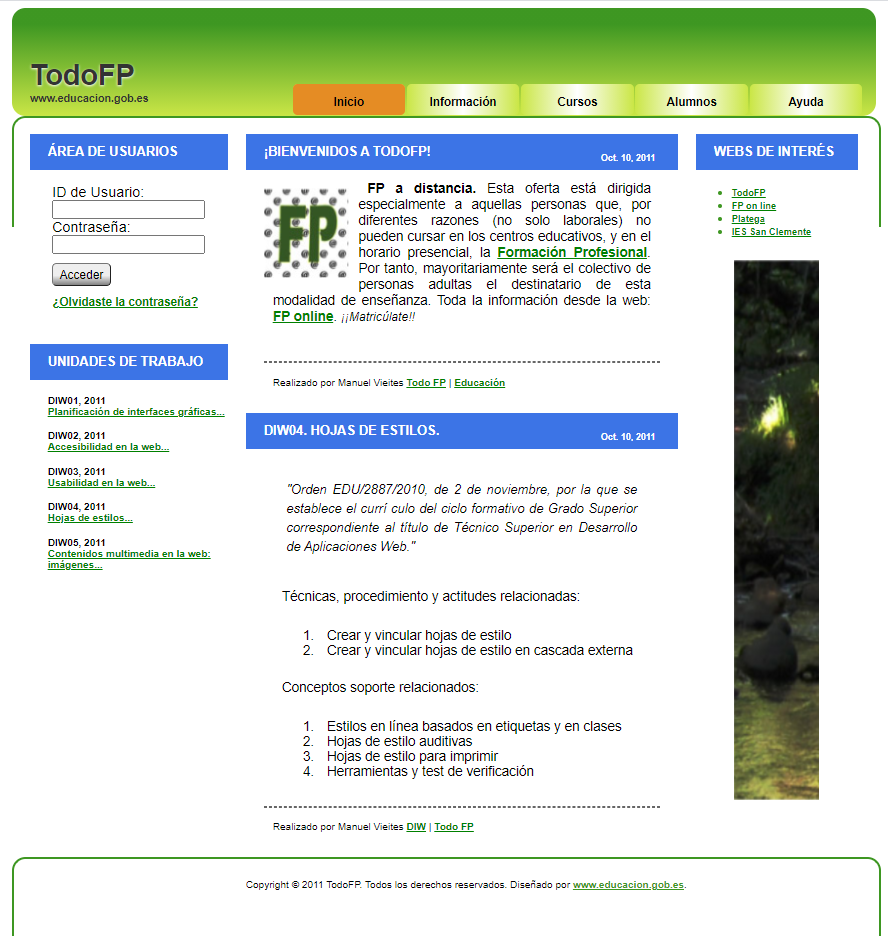 TodoFP
www.educacion.gob.es
Inicio
Información
Cursos
Alumnos
Ayuda
ÁREA DE USUARIOS
ID de Usuario:
Contraseña:
Acceder
¿Olvidaste la contraseña?
UNIDADES DE TRABAJO
DIW01, 2011
Planificación de interfaces gráficas...
DIW02, 2011
Accesibilidad en la web...
DIW03, 2011
Usabilidad en la web...
DIW04, 2011
Hojas de estilos...
DIW05, 2011
Contenidos multimedia en la web:
imágenes...
¡BIENVENIDOS A TODOFP!
Oct. 10, 2011
FP
FP a distancia. Esta oferta está dirigida
especialmente a aquellas personas que, por
diferentes razones (no solo laborales) no
pueden cursar en los centros educativos, y en el
horario presencial, la Formación Profesional.
Por tanto, mayoritariamente será el colectivo de
personas adultas el destinatario de esta
modalidad de enseñanza. Toda la información desde la web:
FP online. ¡¡Matricúlate!!
Realizado por Manuel Vieites Todo FP | Educación
DIW04. HOJAS DE ESTILOS.
Oct. 10, 2011
"Orden EDU/2887/2010, de 2 de noviembre, por la que se
establece el currí culo del ciclo formativo de Grado Superior
correspondiente al título de Técnico Superior en Desarrollo
de Aplicaciones Web."
Técnicas, procedimiento y actitudes relacionadas:
1. Crear y vincular hojas de estilo
2. Crear y vincular hojas de estilo en cascada externa
Conceptos soporte relacionados:
1. Estilos en línea basados en etiquetas y en clases
2. Hojas de estilo auditivas
3. Hojas de estilo para imprimir
4. Herramientas y test de verificación
Realizado por Manuel Vieites DIW | Todo FP
WEBS DE INTERÉS
TodoFP
FP on line
Platega
IES San Clemente
Copyright © 2011 TodoFP. Todos los derechos reservados. Diseñado por www.educacion.gob.es.